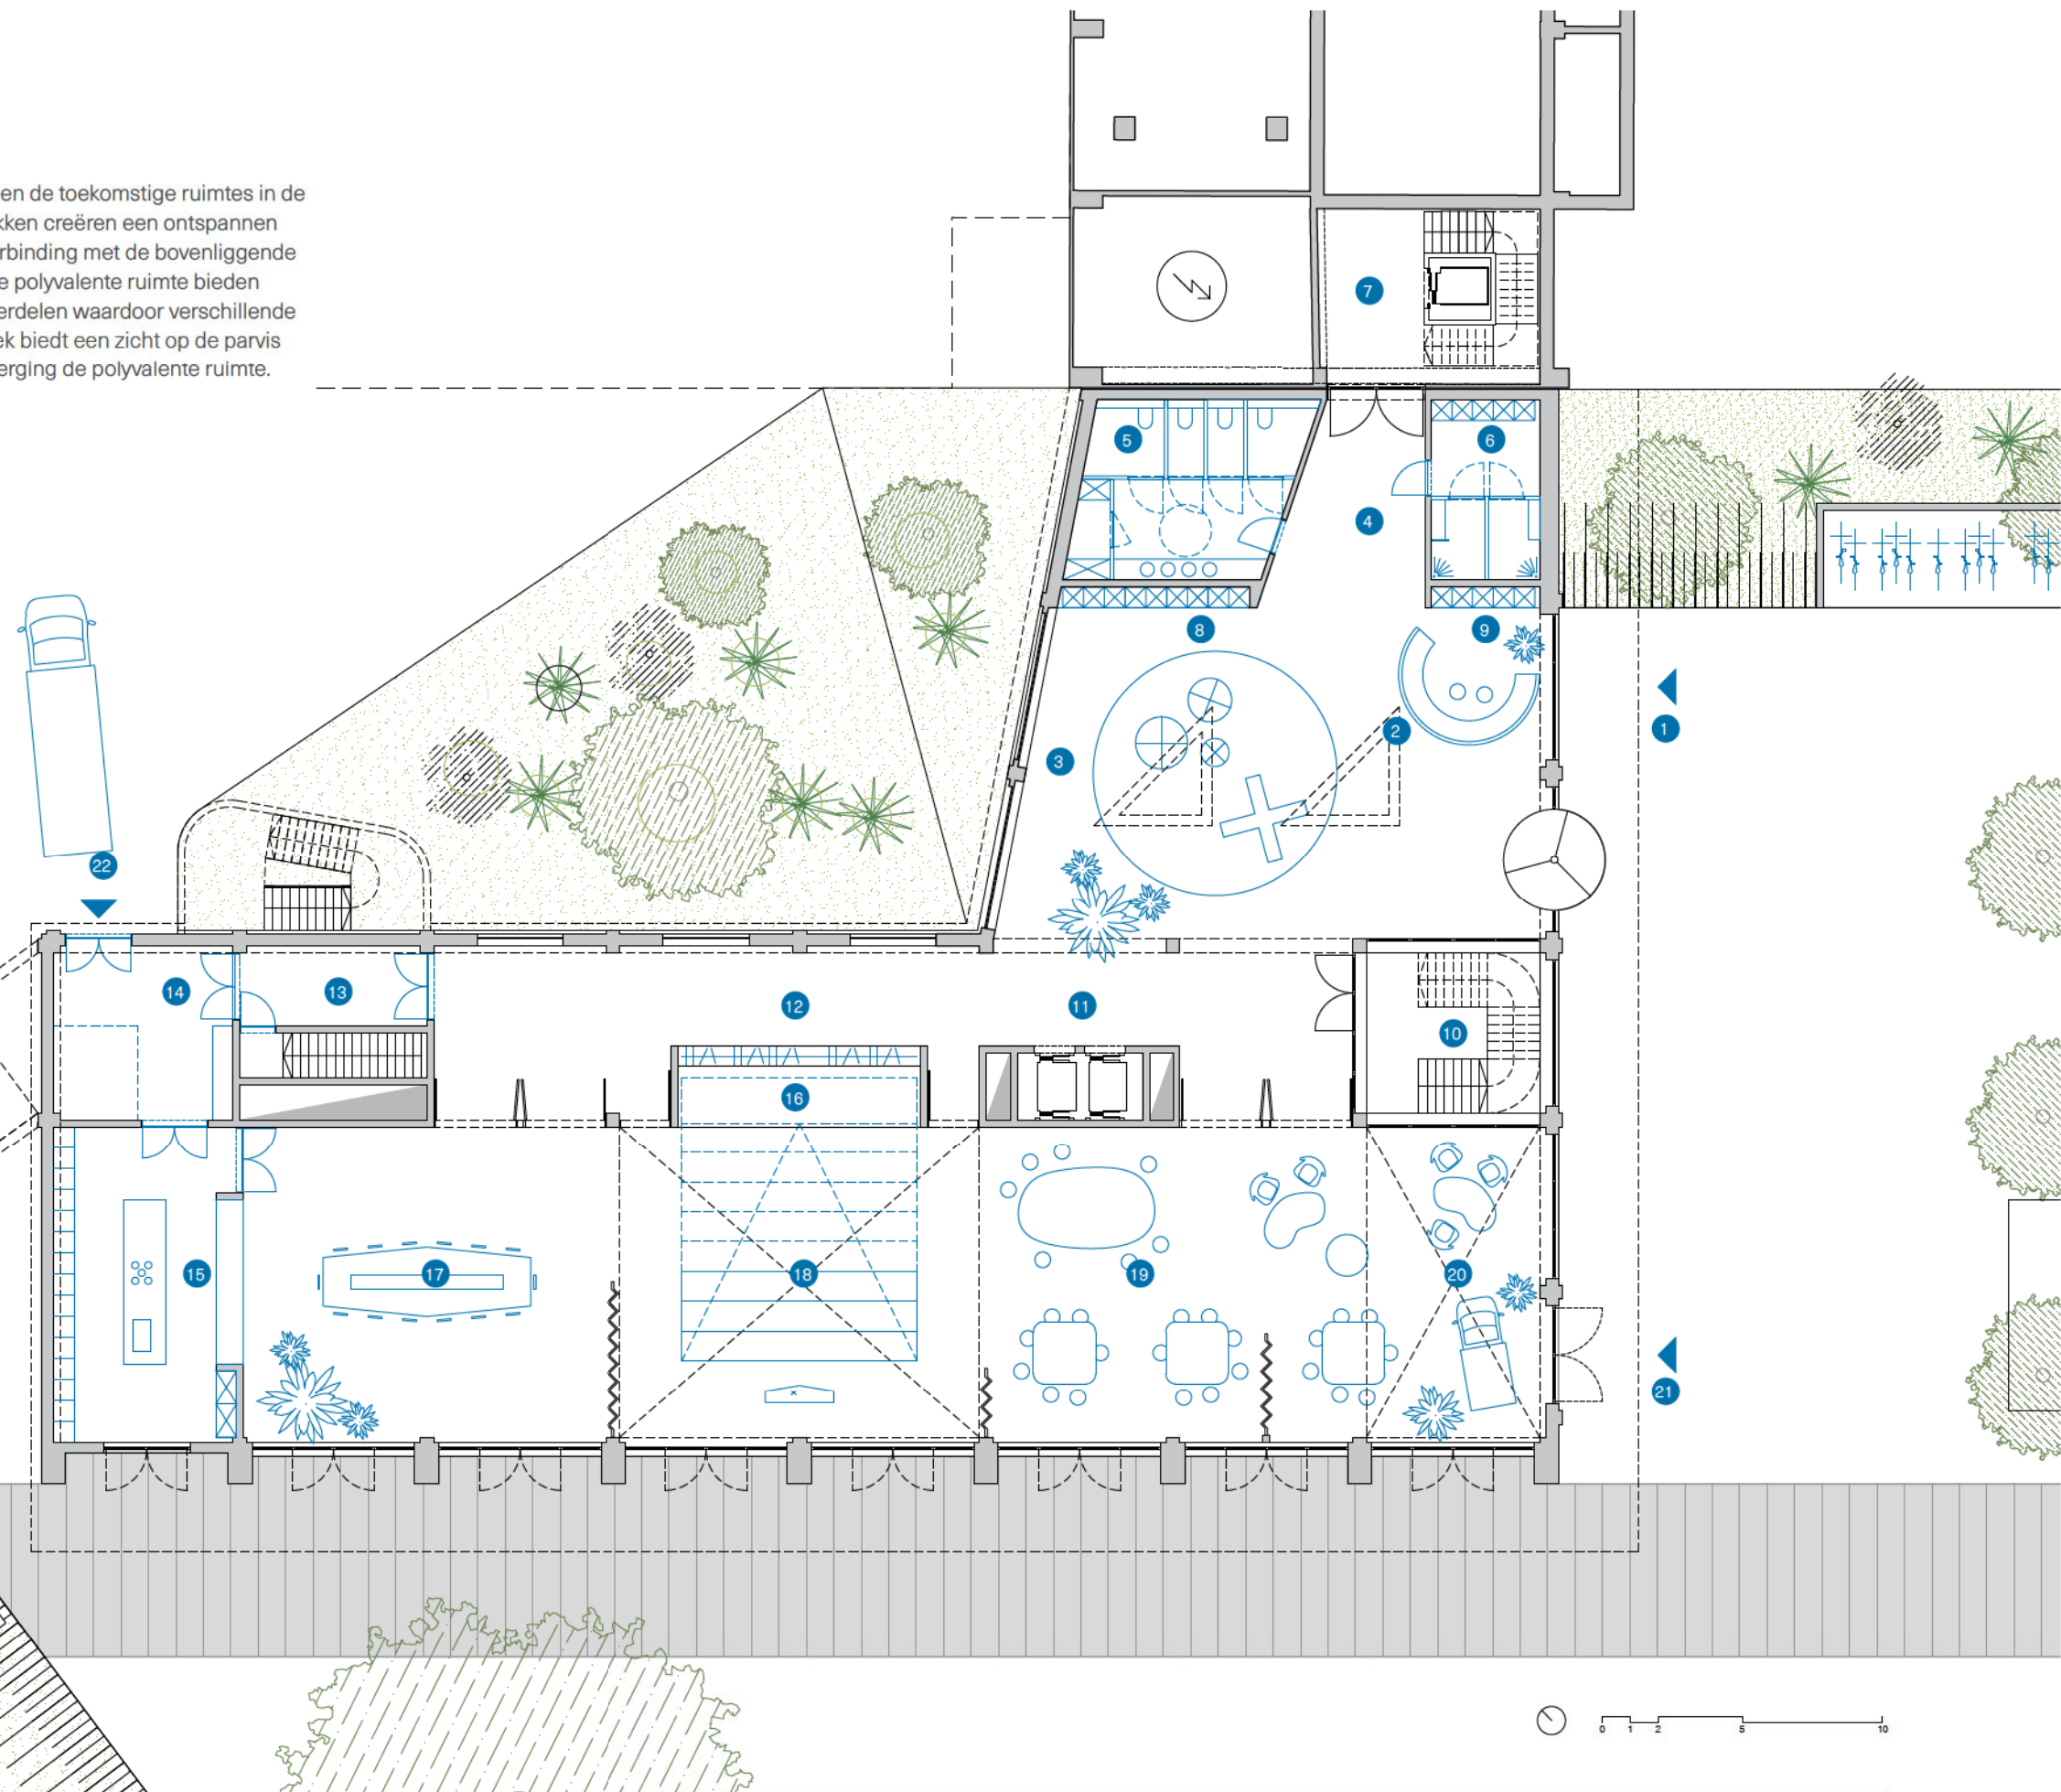 en de toekomstige ruimtes in de
kken creëren een ontspannen
rbinding met de bovenliggende
e polyvalente ruimte bieden
erdelen waardoor verschillende
ek biedt een zicht op de parvis
erging de polyvalente ruimte.
7
5
6
4
8
9
1
2
3
22
14
13
12
11
10
16
15
17
18
19
20
21
0 1 2 5 10